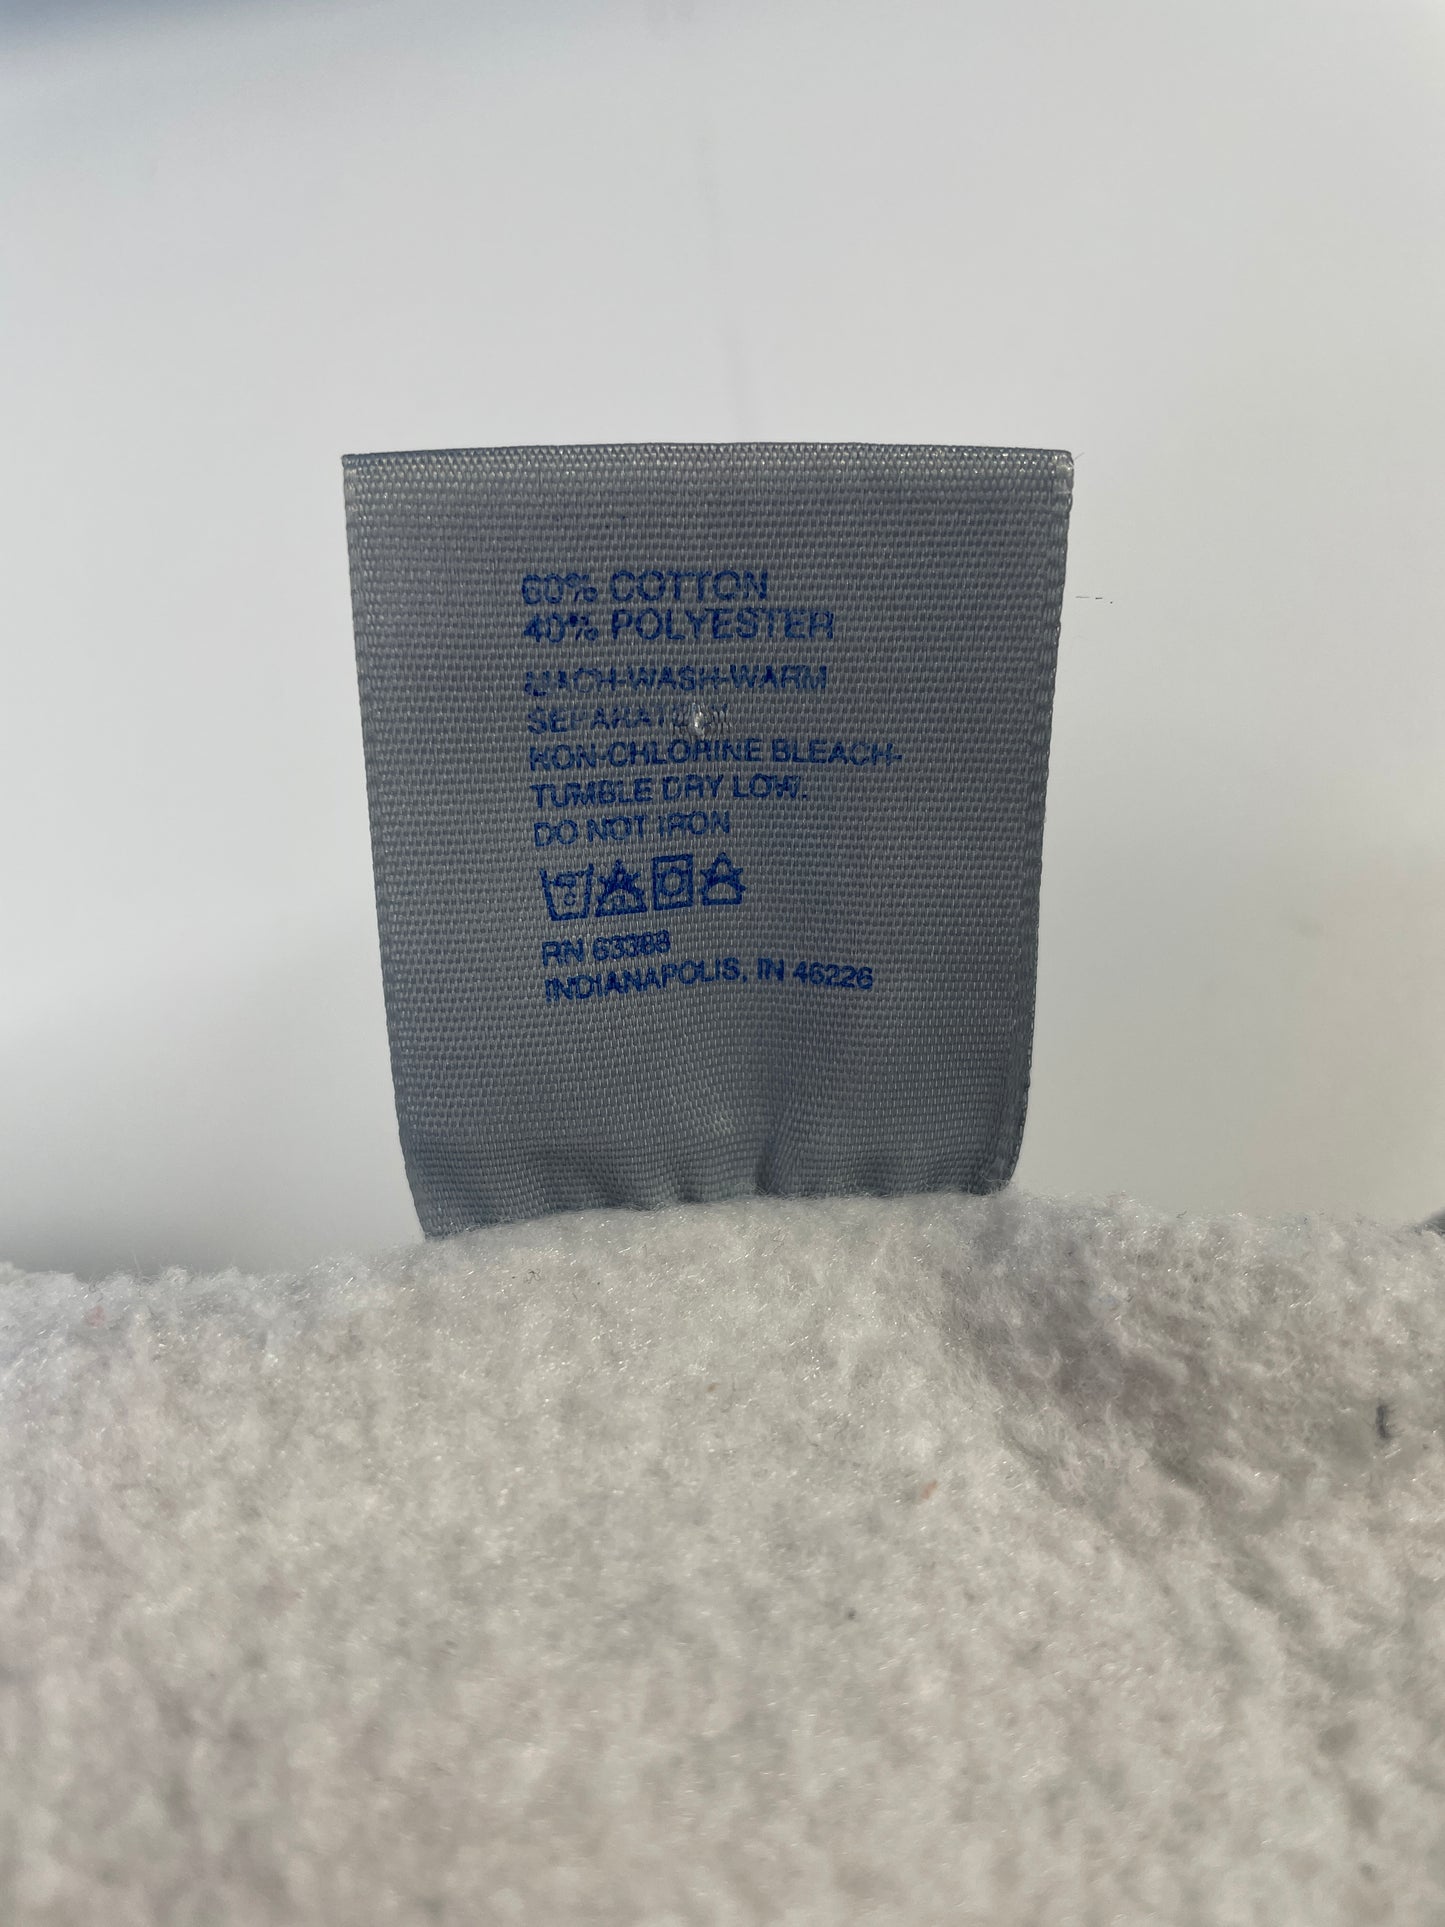 60% COTTON
40% POLYESTER
MACH-WASH-WARM
SEPARATELY
NON-CHLORINE BLEACH-
TUMBLE DRY LOW.
DO NOT IRON
RN 63388
INDIANAPOLIS, IN 46226